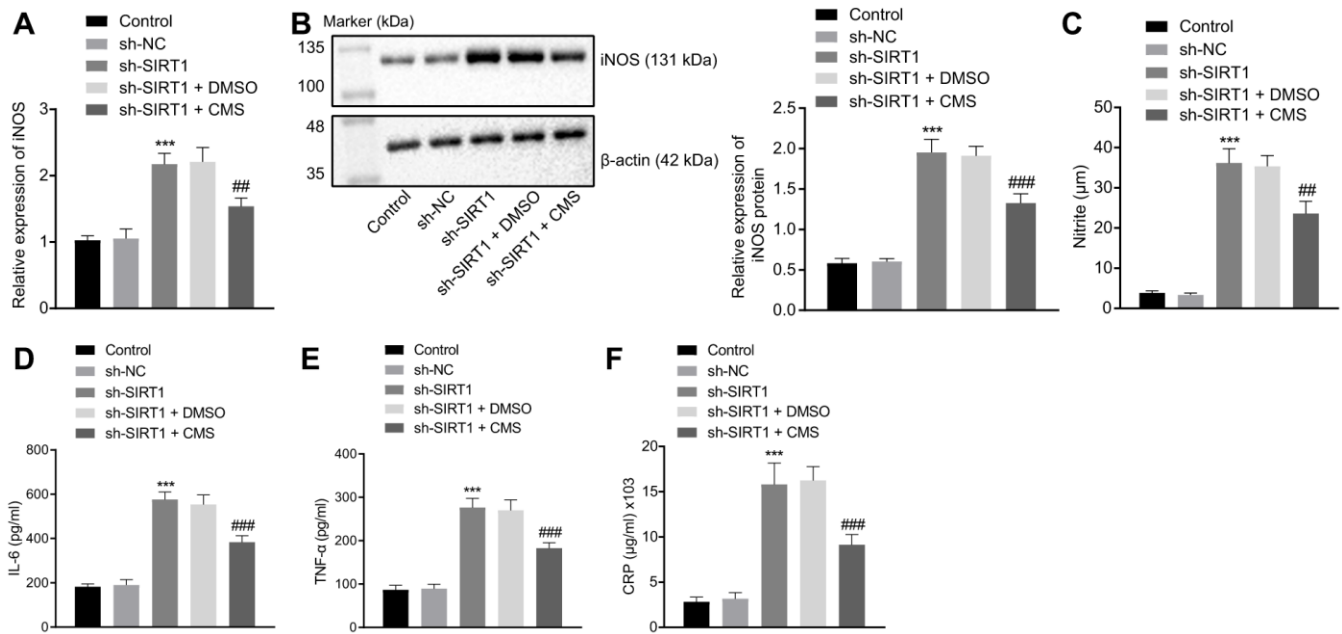 A
Control
sh-NC
sh-SIRT1
sh-SIRT1 + DMSO
sh-SIRT1 + CMS
Relative expression of iNOS
3
2
1
0
***
##
B
Marker (kDa)
135
100
48
35
iNOS (131 kDa)
β-actin (42 kDa)
Control
sh-NC
sh-SIRT1
sh-SIRT1 + DMSO
sh-SIRT1 + CMS
Control
sh-NC
sh-SIRT1
sh-SIRT1 + DMSO
sh-SIRT1 + CMS
Relative expression of
iNOS protein
2.5
2.0
1.5
1.0
0.5
0.0
***
###
C
Control
sh-NC
sh-SIRT1
sh-SIRT1 + DMSO
sh-SIRT1 + CMS
Nitrite (μm)
50
40
30
20
10
0
***
##
D
Control
sh-NC
sh-SIRT1
sh-SIRT1 + DMSO
sh-SIRT1 + CMS
IL-6 (pg/ml)
800
600
400
200
0
***
###
E
Control
sh-NC
sh-SIRT1
sh-SIRT1 + DMSO
sh-SIRT1 + CMS
TNF-α (pg/ml)
400
300
200
100
0
***
###
F
Control
sh-NC
sh-SIRT1
sh-SIRT1 + DMSO
sh-SIRT1 + CMS
CRP (μg/ml) x103
20
15
10
5
0
***
###